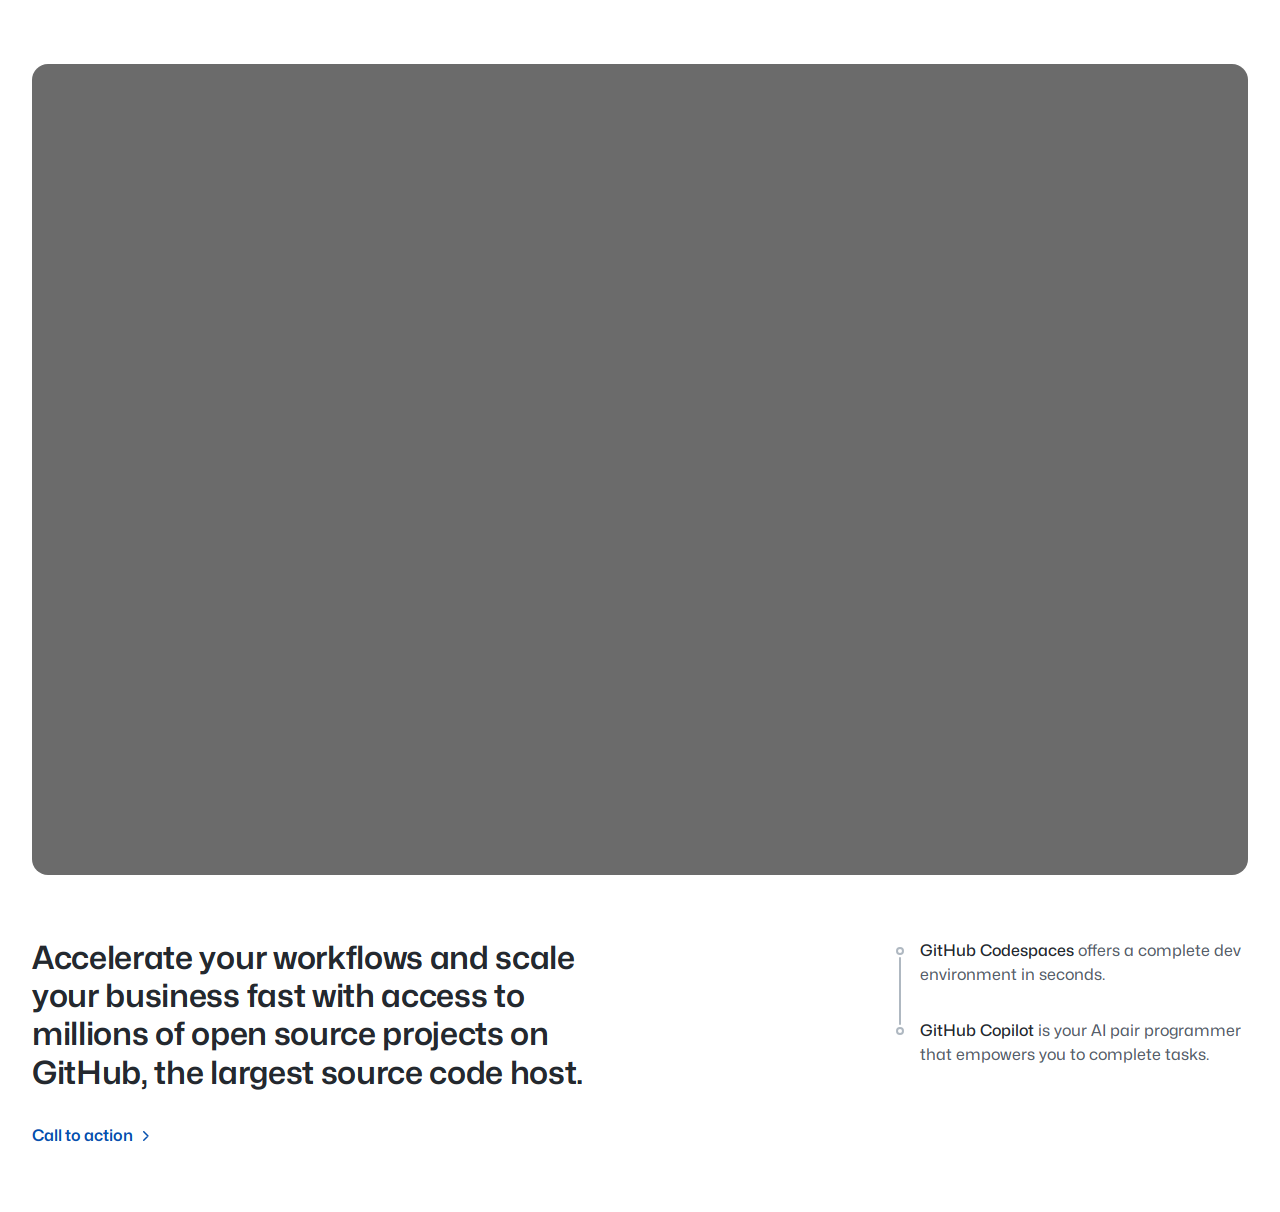 Accelerate your workflows and scale
your business fast with access to
millions of open source projects on
GitHub, the largest source code host.
Call to action
GitHub Codespaces offers a complete dev
environment in seconds.
GitHub Copilot is your AI pair programmer
that empowers you to complete tasks.